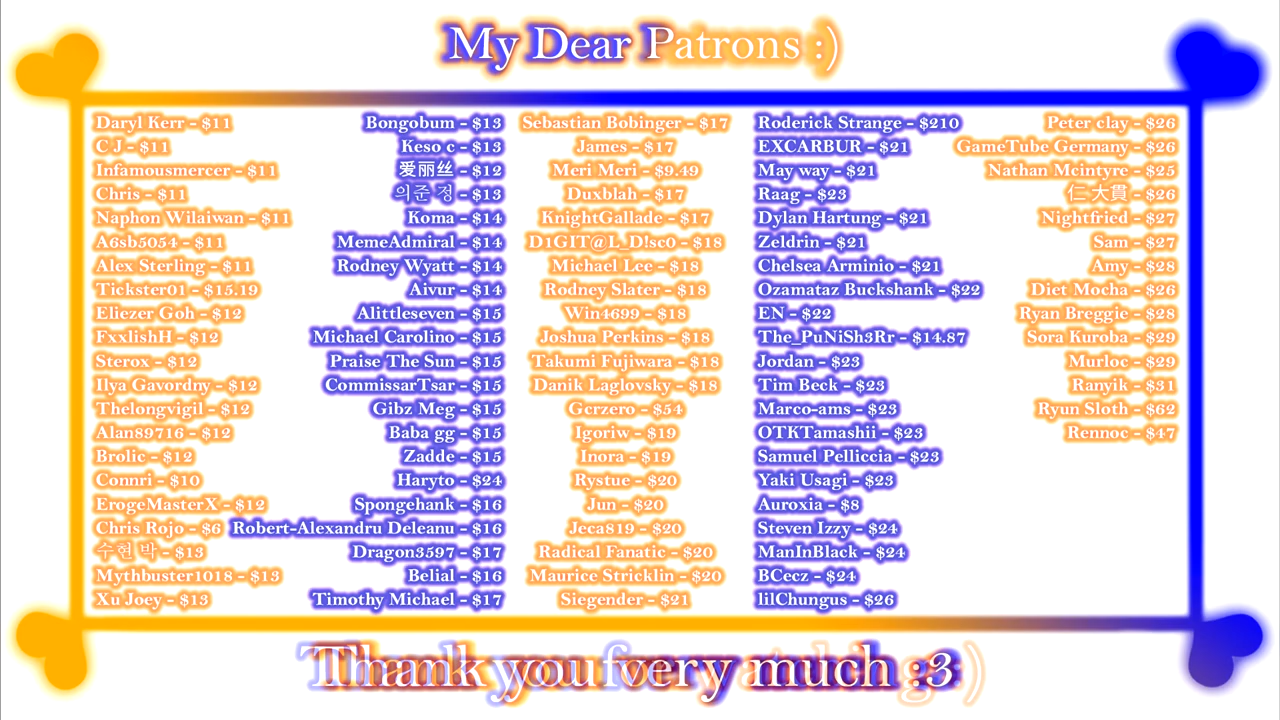 My Dear Patrons :)
Daryl Kerr - $11
C J - $11
Infamousmercer - $11
Chris - $11
Naphon Wilaiwan - $11
A6sb5054 - $11
Alex Sterling - $11
Tickster01 - $15.19
Eliezer Goh - $12
FxxlishH - $12
Sterox - $12
Ilya Gavordny - $12
Thelongvigil - $12
Alan89716 - $12
Brolic - $12
Connri - $10
ErogeMasterX - $12
Chris Rojo - $6
수현 박 - $13
Mythbuster1018 - $13
Xu Joey - $13
Bongobum - $13
Keso c - $13
爱丽丝 - $12
의준 정 - $13
Koma - $14
MemeAdmiral - $14
Rodney Wyatt - $14
Aivur - $14
Alittleseven - $15
Michael Carolino - $15
Praise The Sun - $15
CommissarTsar - $15
Gibz Meg - $15
Baba gg - $15
Zadde - $15
Haryto - $24
Spongehank - $16
Robert-Alexandru Deleanu - $16
Dragon3597 - $17
Belial - $16
Timothy Michael - $17
Sebastian Bobinger - $17
James - $17
Meri Meri - $9.49
Duxblah - $17
KnightGallade - $17
D1GIT@L_D!sc0 - $18
Michael Lee - $18
Rodney Slater - $18
Win4699 - $18
Joshua Perkins - $18
Takumi Fujiwara - $18
Danik Laglovsky - $18
Gcrzero - $54
Igoriw - $19
Inora - $19
Rystue - $20
Jun - $20
Jeca819 - $20
Radical Fanatic - $20
Maurice Stricklin - $20
Siegender - $21
Roderick Strange - $210
EXCARBUR - $21
May way - $21
Raag - $23
Dylan Hartung - $21
Zeldrin - $21
Chelsea Arminio - $21
Ozamataz Buckshank - $22
EN - $22
The_PuNiSh3Rr - $14.87
Jordan - $23
Tim Beck - $23
Marco-ams - $23
OTKTamashii - $23
Samuel Pelliccia - $23
Yaki Usagi - $23
Auroxia - $8
Steven Izzy - $24
ManInBlack - $24
BCecz - $24
lilChungus - $26
Peter clay - $26
GameTube Germany - $26
Nathan Mcintyre - $25
仁 大貫 - $26
Nightfried - $27
Sam - $27
Amy - $28
Diet Mocha - $26
Ryan Breggie - $28
Sora Kuroba - $29
Murloc - $29
Ranyik - $31
Ryun Sloth - $62
Rennoc - $47
Thank you very much :3